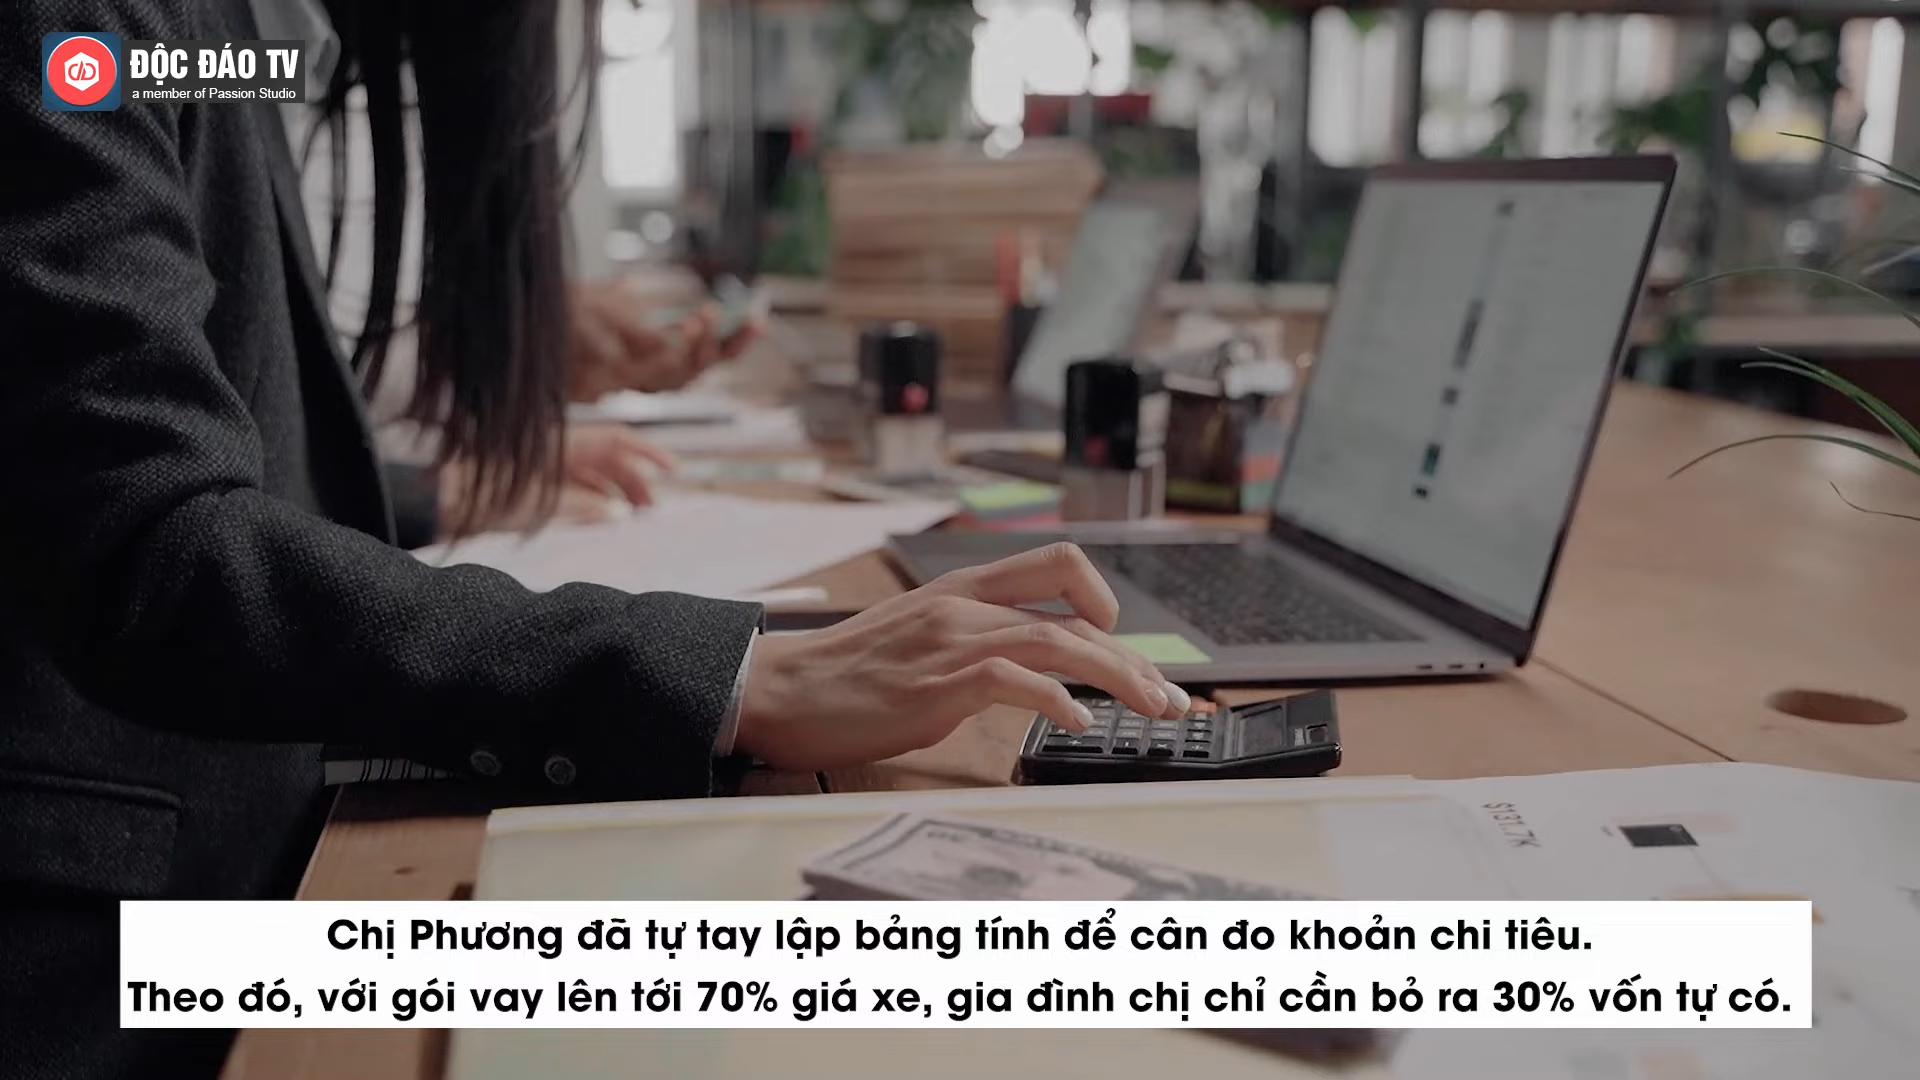 ĐỘC ĐÁO TV
a member of Passion Studio
$131.7K
Chị Phương đã tự tay lập bảng tính để cân đo khoản chi tiêu.
Theo đó, với gói vay lên tới 70% giá xe, gia đình chị chỉ cần bỏ ra 30% vốn tự có.